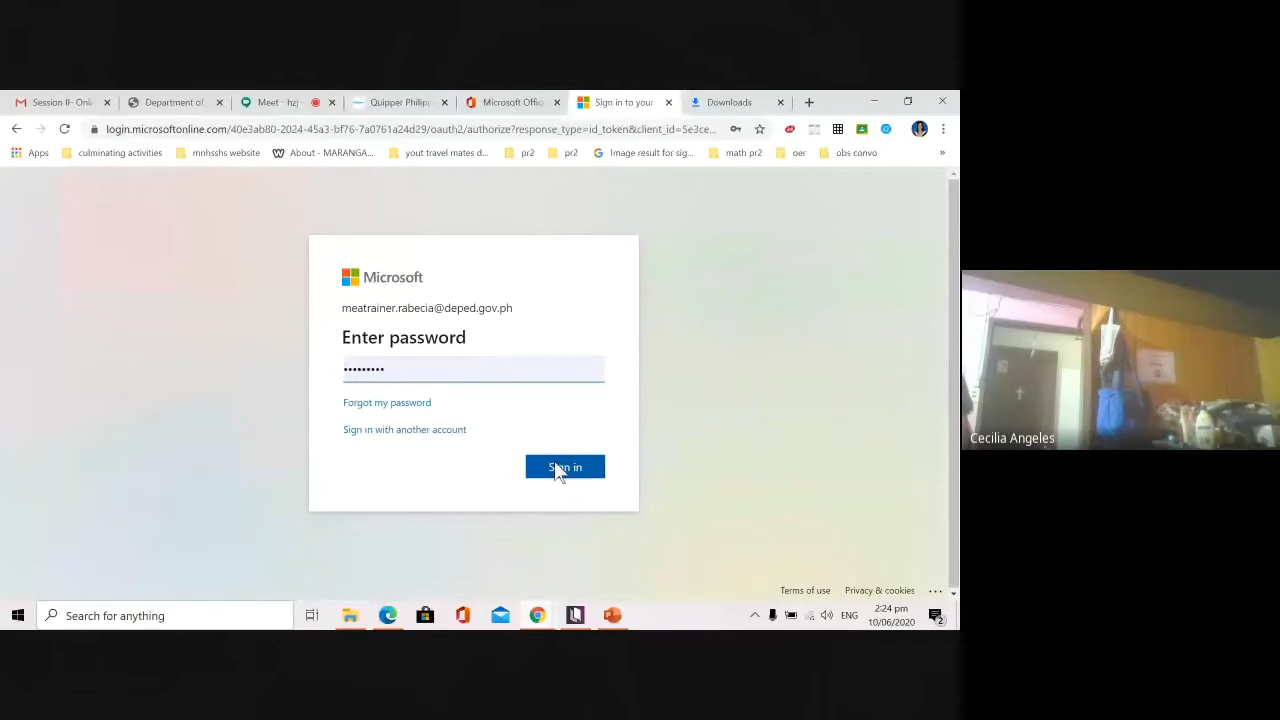 Session II- Onli
Department of
Meet - hzj
Quipper Philipp
Microsoft Offic
Sign in to your
Downloads
login.microsoftonline.com/40e3ab80-2024-45a3-bf76-7a0761a24d29/oauth2/authorize?response_type=id_token&client_id=5e3ce...
Apps
culminating activities
mnhsshs website
About - MARANGA...
yout travel mates d...
pr2
pr2
Image result for sig...
math pr2
oer
obs convo
»
Microsoft
meatrainer.rabecia@deped.gov.ph
Enter password
•••••••••
Forgot my password
Sign in with another account
Sign in
Cecilia Angeles
Terms of use
Privacy & cookies
...
Search for anything
ENG
2:24 pm
10/06/2020
2